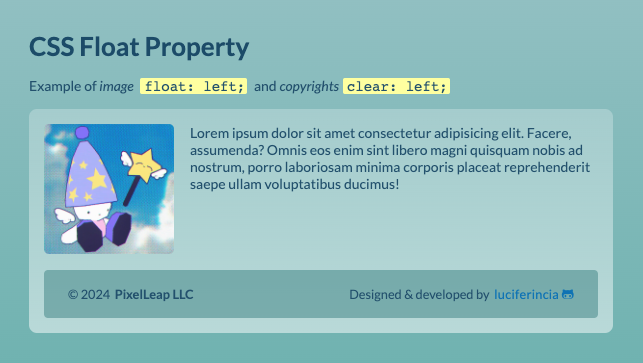 CSS Float Property
Example of image float: left; and copyrights clear: left;
Lorem ipsum dolor sit amet consectetur adipisicing elit. Facere,
assumenda? Omnis eos enim sint libero magni quisquam nobis ad
nostrum, porro laboriosam minima corporis placeat reprehenderit
saepe ullam voluptatibus ducimus!
© 2024 PixelLeap LLC Designed & developed by luciferincia